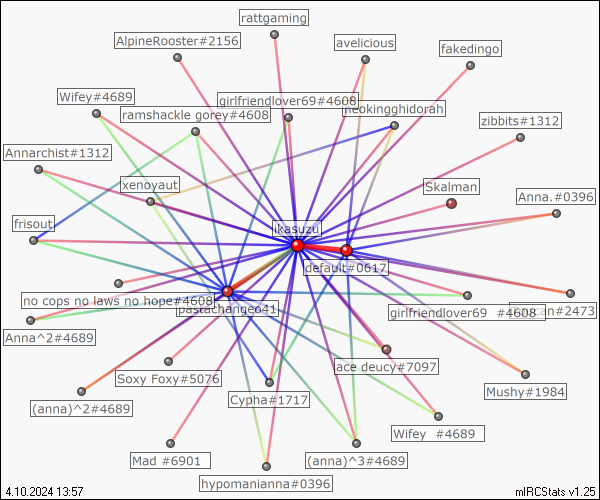 rattgaming
AlpineRooster#2156
avelicious
fakedingo
Wifey#4689
girlfriendlover69#4608
ramshackle gorey#4608
neokingghidorah
zibbits#1312
Annarchist#1312
xenoyaut
Skalman
Anna.#0396
frisout
ikasuzu
default#0617
no cops no laws no hope#4608
pastachangeo41
girlfriendlover69 #4608
#2473
Anna^2#4689
ace deucy#7097
Soxy Foxy#5076
Mushy#1984
Cypha#1717
(anna)^2#4689
Wifey #4689
Mad #6901
(anna)^3#4689
hypomanianna#0396
4.10.2024 13:57
mIRCStats v1.25